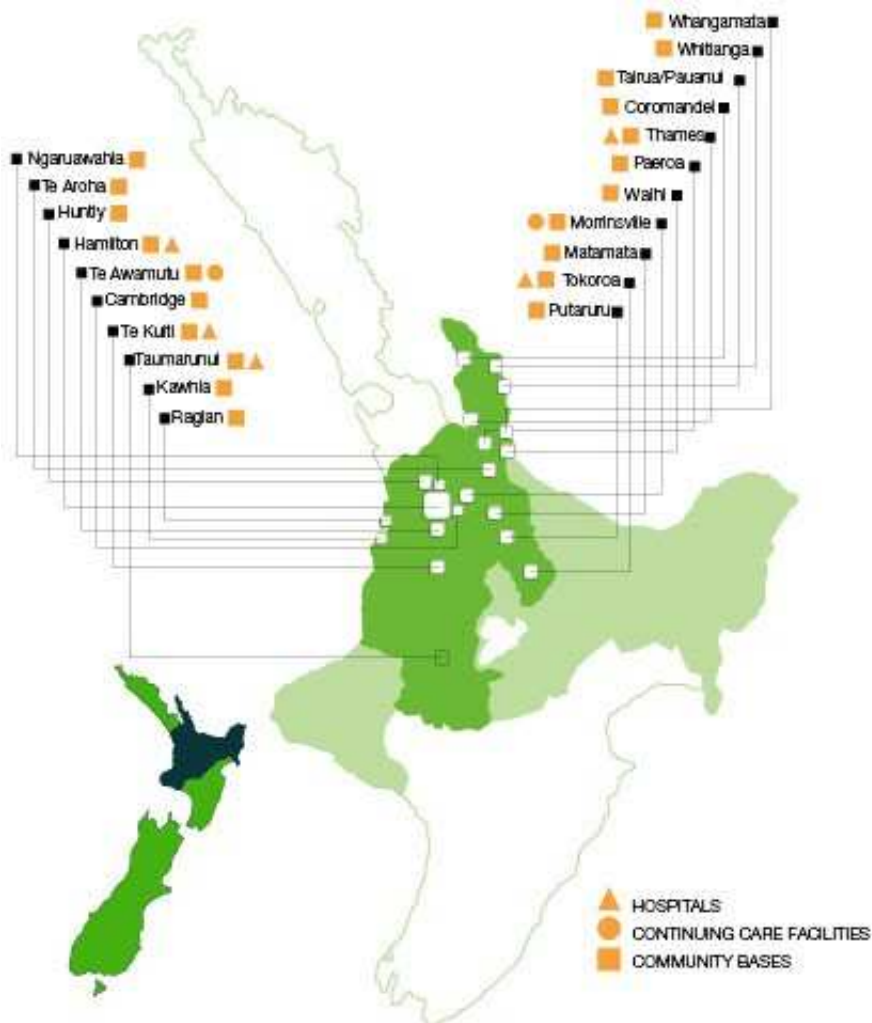 Whangamata
Whitianga
Tairua/Pauanui
Coromandel
Thames
Paeroa
Waihi
Morrinsville
Matamata
Tokoroa
Putaruru
Ngaruawahia
Te Aroha
Huntly
Hamilton
Te Awamutu
Cambridge
Te Kuiti
Taumarunui
Kawhia
Raglan
HOSPITALS
CONTINUING CARE FACILITIES
COMMUNITY BASES